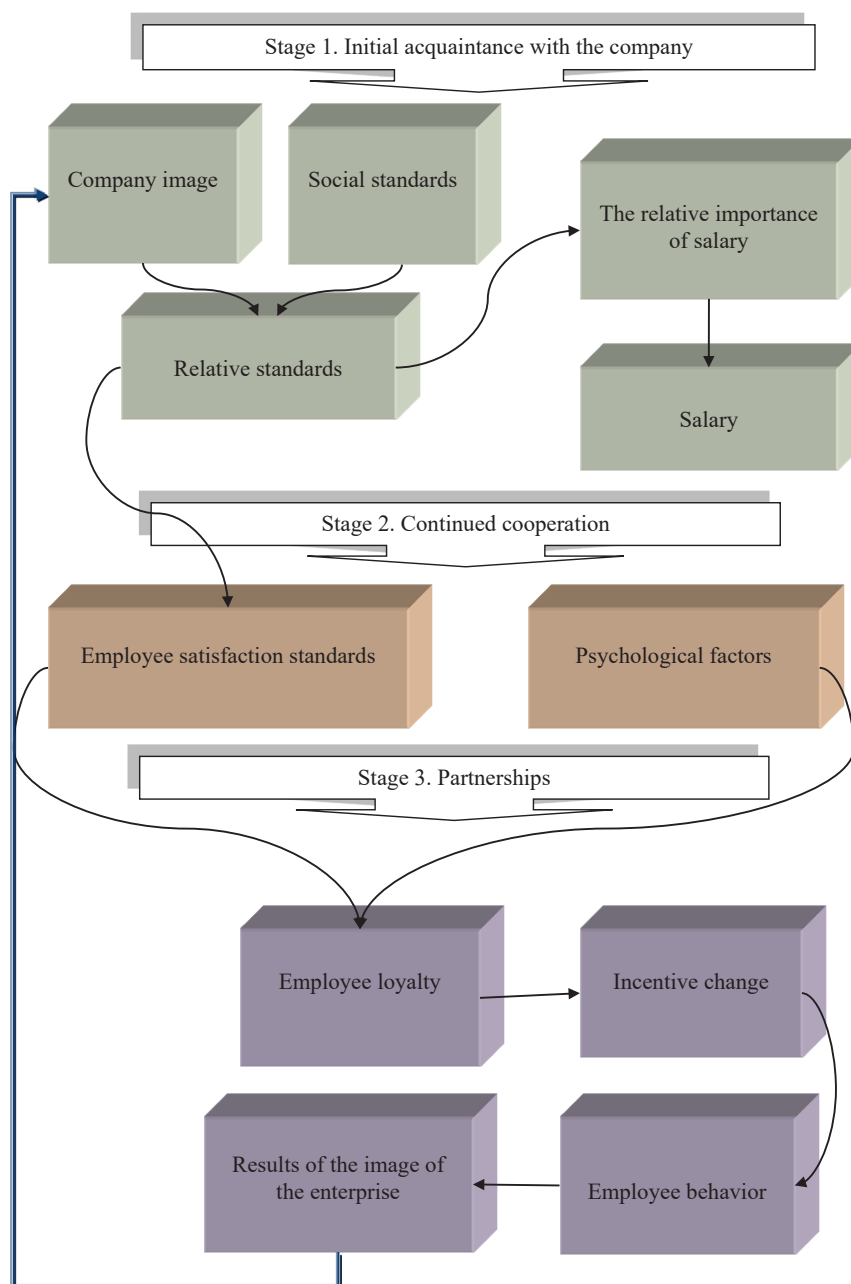 Stage 1. Initial acquaintance with the company
Company image
Social standards
The relative importance
of salary
Relative standards
Salary
Stage 2. Continued cooperation
Employee satisfaction standards
Psychological factors
Stage 3. Partnerships
Employee loyalty
Incentive change
Results of the image of
the enterprise
Employee behavior